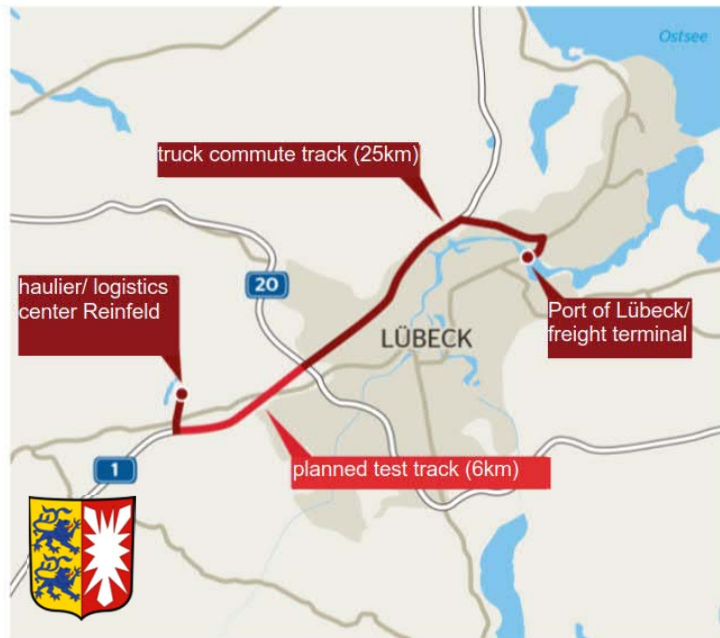 Ostsee
truck commute track (25km)
haulier/ logistics
center Reinfeld
20
Port of Lübeck/
freight terminal
LÜBECK
1
planned test track (6km)